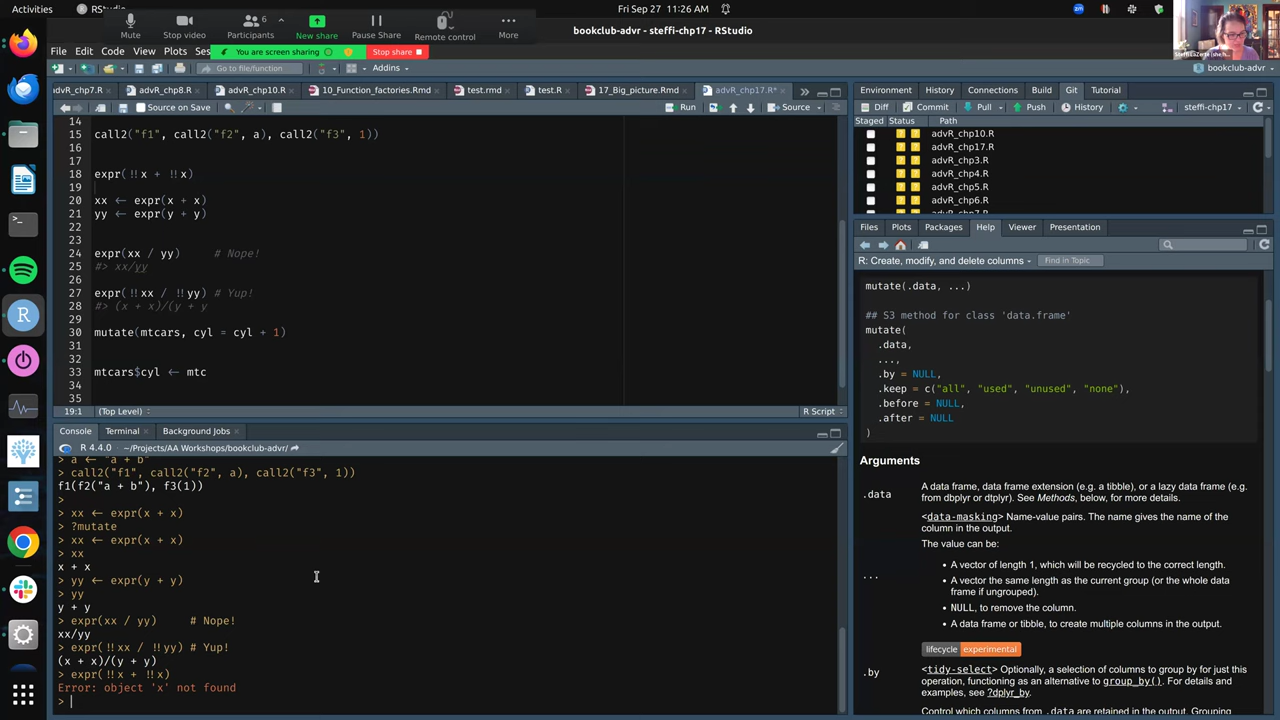 Activities
RStudio
Fri Sep 27 11:26 AM
Mute
Stop video
Participants
6
New share
Pause Share
Remote control
More
You are screen sharing
Stop share
bookclub-advr - steffi-chp17 - RStudio
File Edit Code View Plots Ses
Go to file/function
Addins
bookclub-advr
advR_chp7.R
advR_chp8.R
advR_chp10.R
10_Function_factories.Rmd
test.rmd
test.R
17_Big_picture.Rmd
advR_chp17.R*
Source on Save
Run
Source
14
15 call2("f1", call2("f2", a), call2("f3", 1))
16
17
18 expr(!!x + !!x)
19
20 xx ← expr(x + x)
21 yy ← expr(y + y)
22
23
24 expr(xx / yy) # Nope!
25 #> xx/yy
26
27 expr(!!xx / !!yy) # Yup!
28 #> (x + x)/(y + y
29
30 mutate(mtcars, cyl = cyl + 1)
31
32
33 mtcars$cyl ← mtc
34
35
19:1 (Top Level)
R Script
Console Terminal Background Jobs
R 4.4.0 · ~/Projects/AA Workshops/bookclub-advr/
> a ← "a + b"
> call2("f1", call2("f2", a), call2("f3", 1))
f1(f2("a + b"), f3(1))
>
> xx ← expr(x + x)
> ?mutate
> xx ← expr(x + x)
> xx
x + x
> yy ← expr(y + y)
> yy
y + y
> expr(xx / yy) # Nope!
xx/yy
> expr(!!xx / !!yy) # Yup!
(x + x)/(y + y)
> expr(!!x + !!x)
Error: object 'x' not found
>
Environment History Connections Build Git Tutorial
Diff Commit Pull Push History steffi-chp17
Staged Status Path
advR_chp10.R
advR_chp17.R
advR_chp3.R
advR_chp4.R
advR_chp5.R
advR_chp6.R
advR_chp7.R
Files Plots Packages Help Viewer Presentation
R: Create, modify, and delete columns
Find in Topic
mutate(.data, ...)
## S3 method for class 'data.frame'
mutate(
.data,
...,
.by = NULL,
.keep = c("all", "used", "unused", "none"),
.before = NULL,
.after = NULL
)
Arguments
.data
A data frame, data frame extension (e.g. a tibble), or a lazy data frame (e.g.
from dbplyr or dtplyr). See Methods, below, for more details.
...
<data-masking> Name-value pairs. The name gives the name of the
column in the output.
The value can be:
• A vector of length 1, which will be recycled to the correct length.
• A vector the same length as the current group (or the whole data
frame if ungrouped).
• NULL, to remove the column.
• A data frame or tibble, to create multiple columns in the output.
lifecycle experimental
.by
<tidy-select> Optionally, a selection of columns to group by for just this
operation, functioning as an alternative to group_by(). For details and
examples, see ?dplyr_by.
Control which columns from .data are retained in the output. Grouping